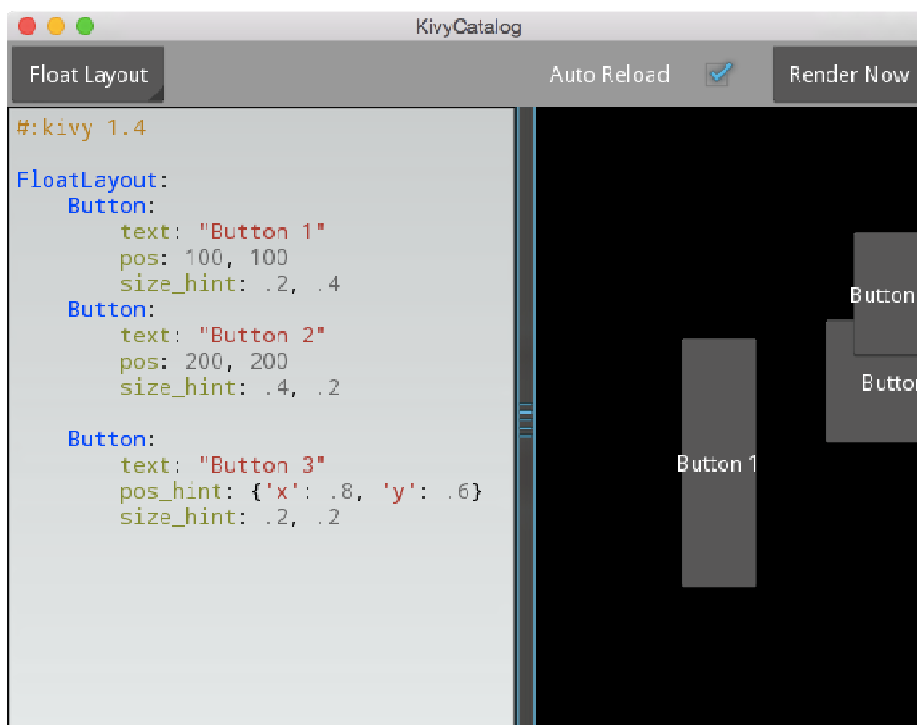 KivyCatalog
Float Layout
Auto Reload
Render Now
#:kivy 1.4
FloatLayout:
Button:
text: "Button 1"
pos: 100, 100
size_hint: .2, .4
Button:
text: "Button 2"
pos: 200, 200
size_hint: .4, .2
Button:
text: "Button 3"
pos_hint: {'x': .8, 'y': .6}
size_hint: .2, .2
Button
Button 1